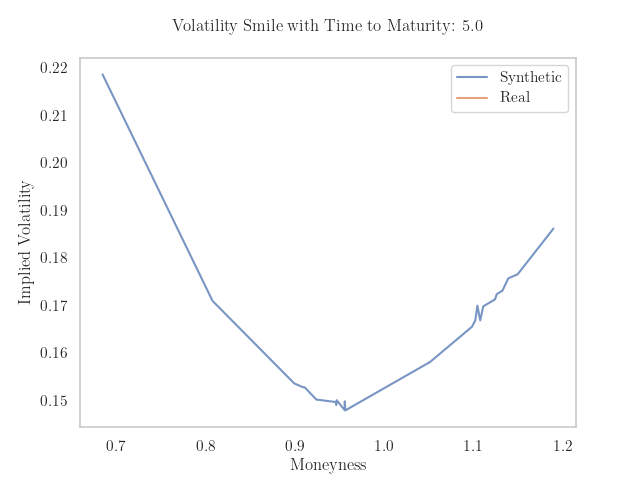 Volatility Smile with Time to Maturity: 5.0
Synthetic
Real
0.22
0.21
0.20
0.19
0.18
0.17
0.16
0.15
Implied Volatility
0.7 0.8 0.9 1.0 1.1 1.2
Moneyness